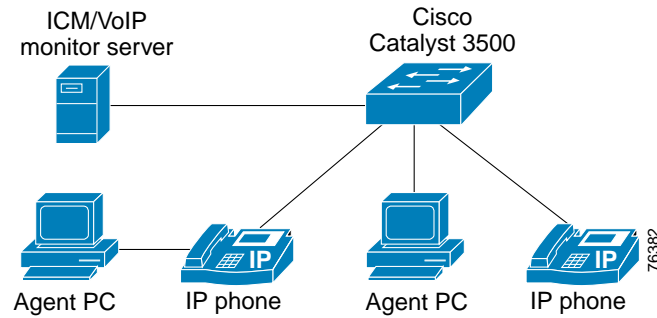 ICM/VoIP
monitor server
Cisco
Catalyst 3500
IP
IP
Agent PC
IP phone
Agent PC
IP phone
76382